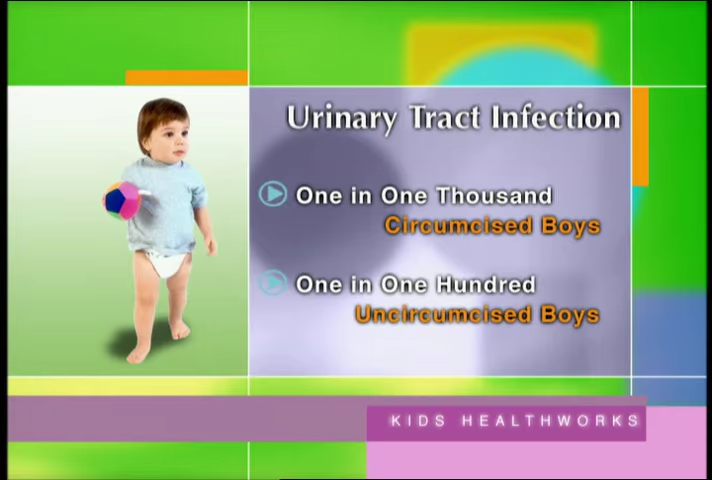 Urinary Tract Infection
One in One Thousand
Circumcised Boys
One in One Hundred
Uncircumcised Boys
KIDS HEALTHWORKS